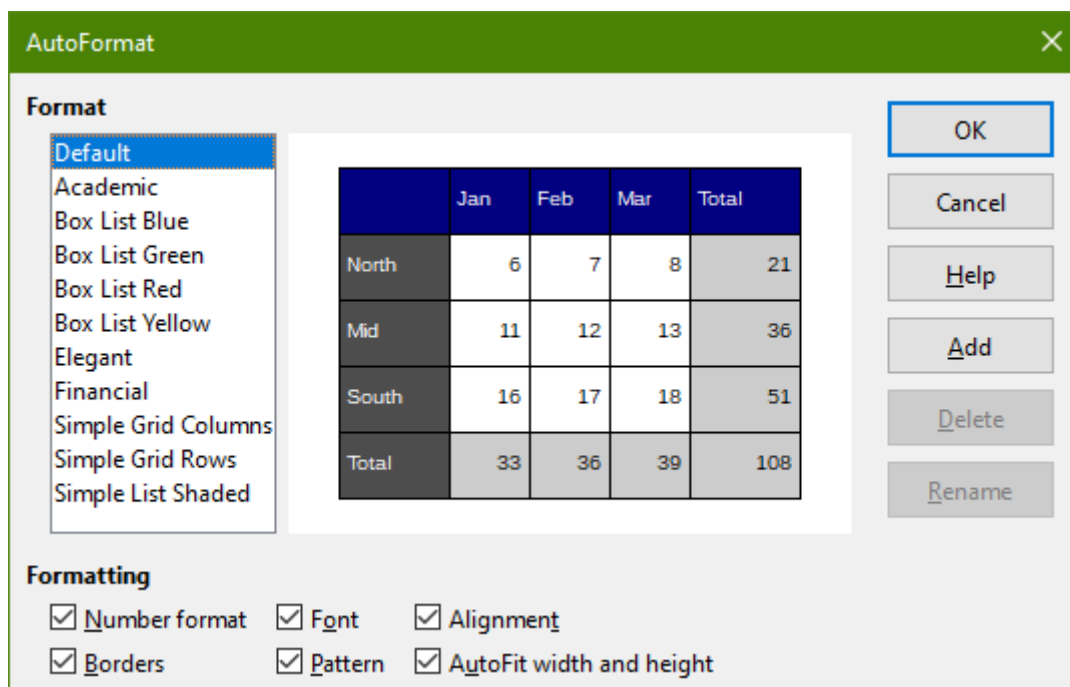 AutoFormat
Format
Default
Academic
Box List Blue
Box List Green
Box List Red
Box List Yellow
Elegant
Financial
Simple Grid Columns
Simple Grid Rows
Simple List Shaded
Jan Feb Mar Total
North 6 7 8 21
Mid 11 12 13 36
South 16 17 18 51
Total 33 36 39 108
OK
Cancel
Help
Add
Delete
Rename
Formatting
Number format Font Alignment
Borders Pattern AutoFit width and height